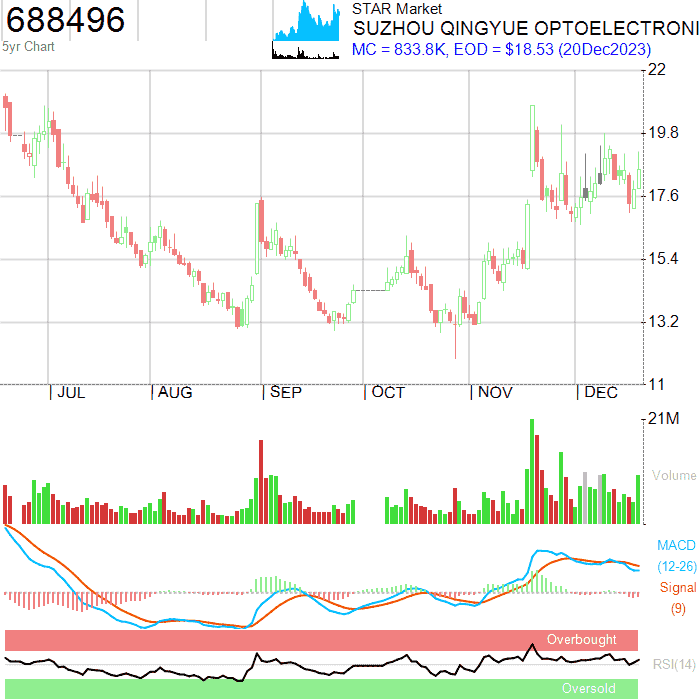 688496
5yr Chart
STAR Market
SUZHOU QINGYUE OPTOELECTRONI
MC = 833.8K, EOD = $18.53 (20Dec2023)
22
19.8
17.6
15.4
13.2
11
JUL AUG SEP OCT NOV DEC
21M
Volume
MACD
(12-26)
Signal
(9)
Overbought
RSI(14)
Oversold